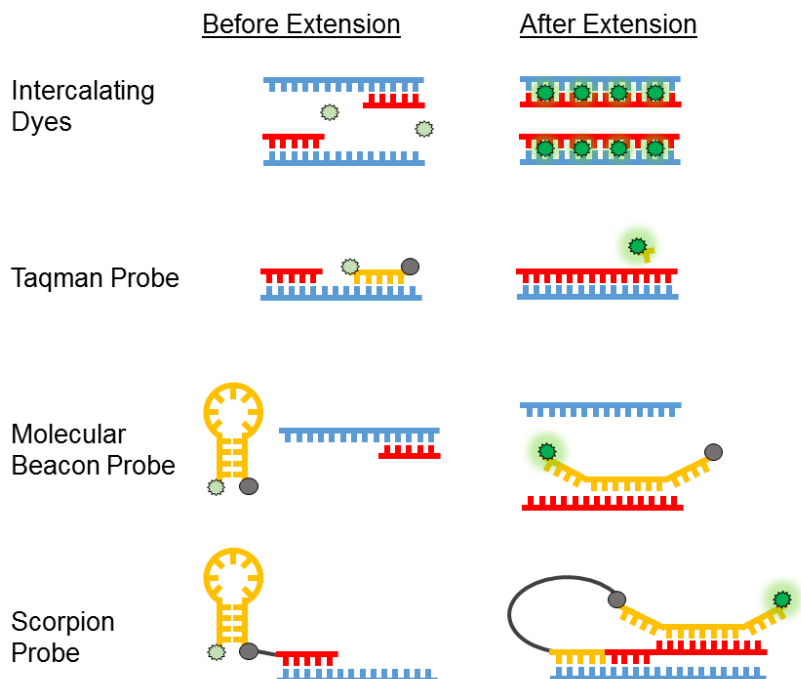 Before Extension
After Extension
Intercalating
Dyes
Taqman Probe
Molecular
Beacon Probe
Scorpion
Probe